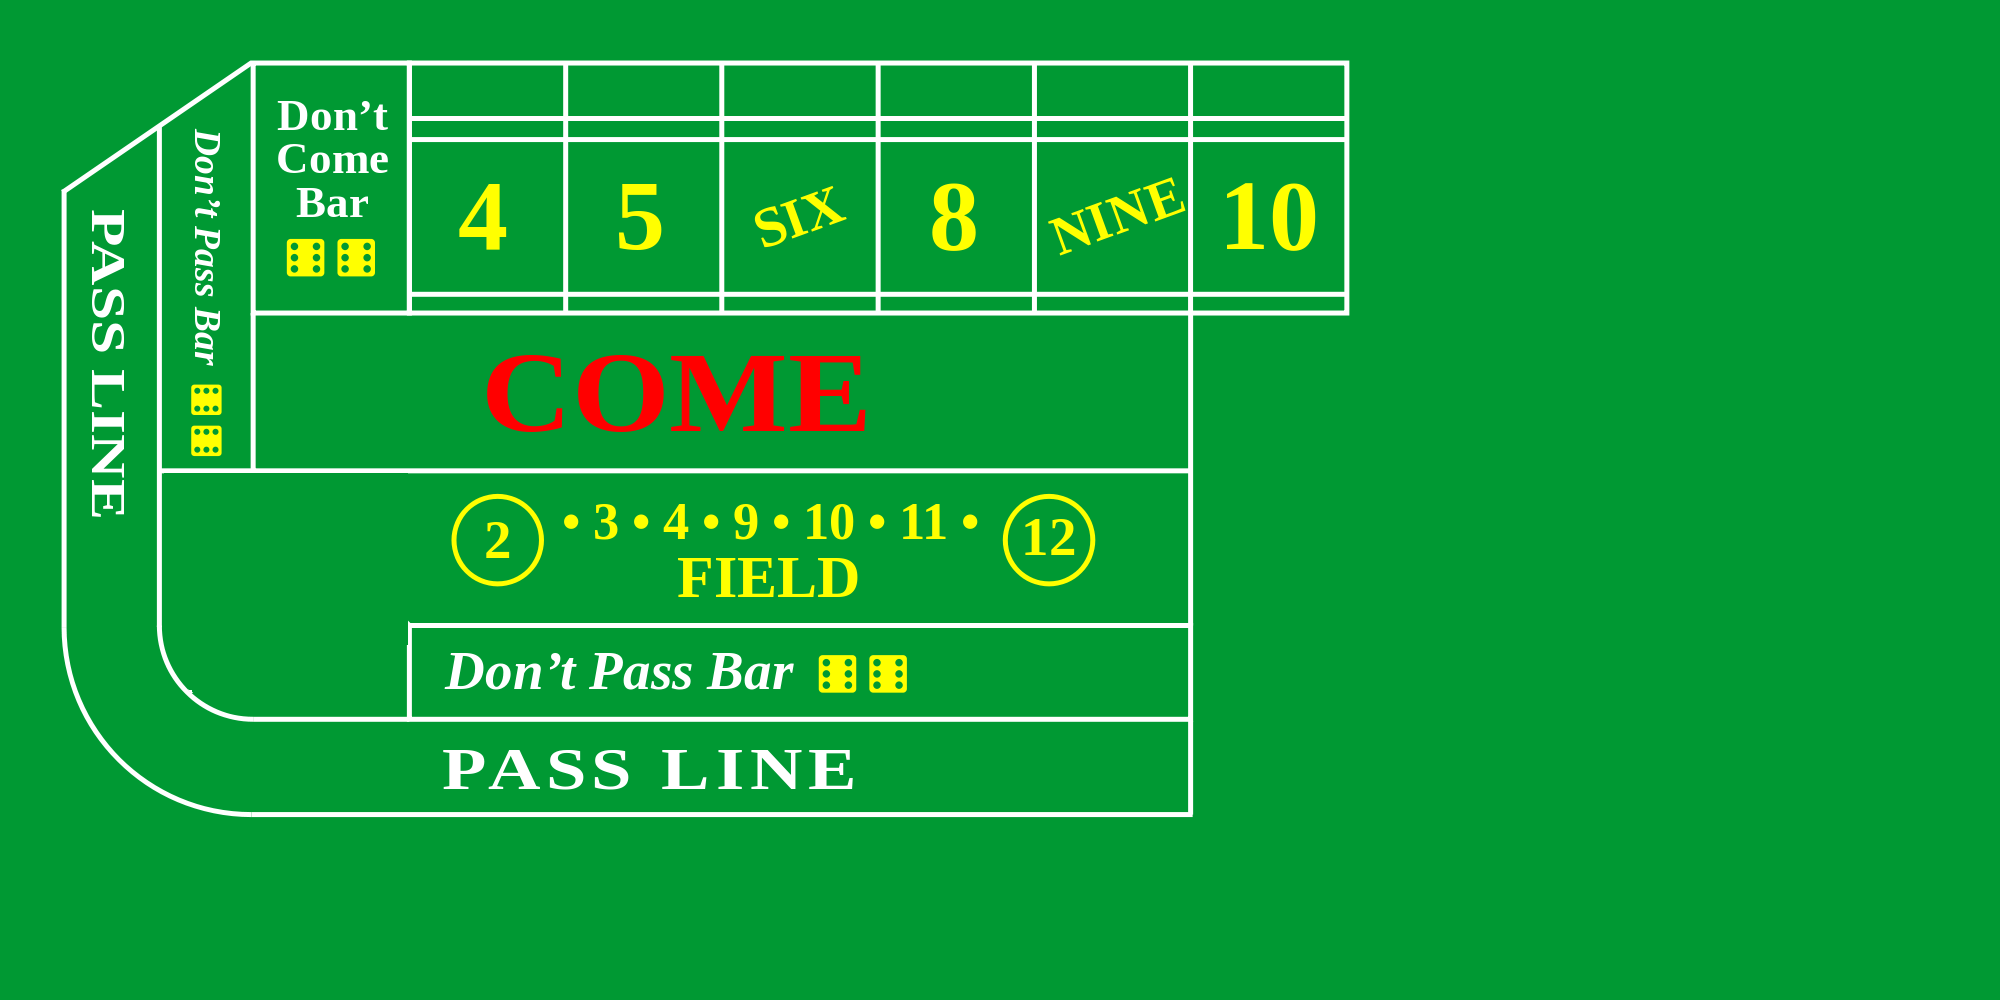 Don’t
Come
Bar
4 5 SIX 8 NINE 10
Don’t Pass Bar
PASS LINE
COME
2 • 3 • 4 • 9 • 10 • 11 • 12
FIELD
Don’t Pass Bar
PASS LINE